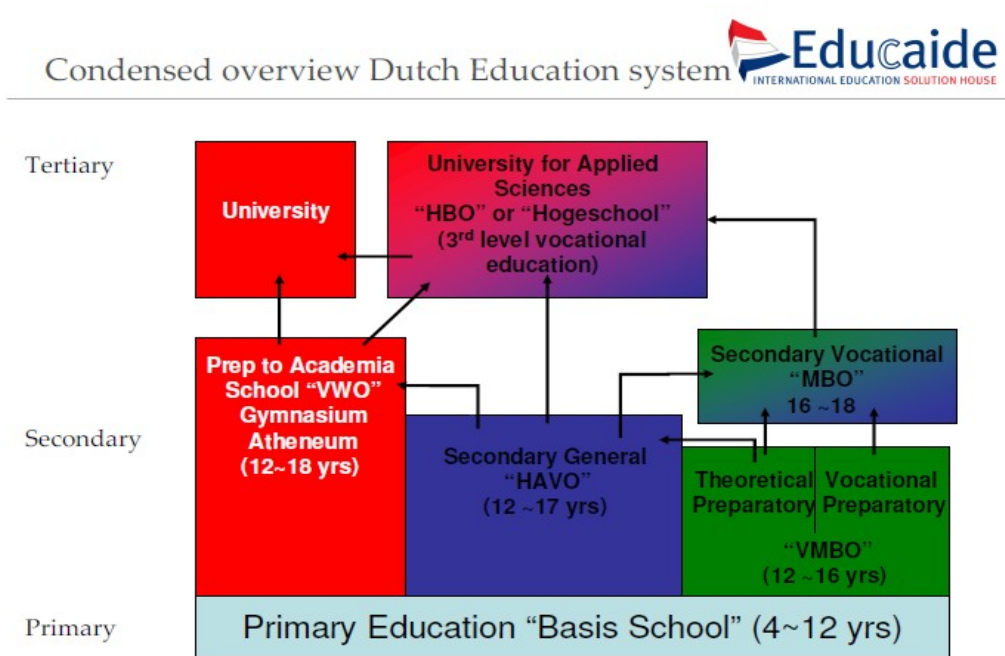 Condensed overview Dutch Education system
Educaide
INTERNATIONAL EDUCATION SOLUTION HOUSE
Tertiary
University
University for Applied
Sciences
“HBO” or “Hogeschool”
(3rd level vocational
education)
Secondary
Prep to Academia
School “VWO”
Gymnasium
Atheneum
(12~18 yrs)
Secondary General
“HAVO”
(12 ~17 yrs)
Secondary Vocational
“MBO”
16 ~18
Theoretical
Preparatory
Vocational
Preparatory
“VMBO”
(12 ~16 yrs)
Primary
Primary Education “Basis School” (4~12 yrs)